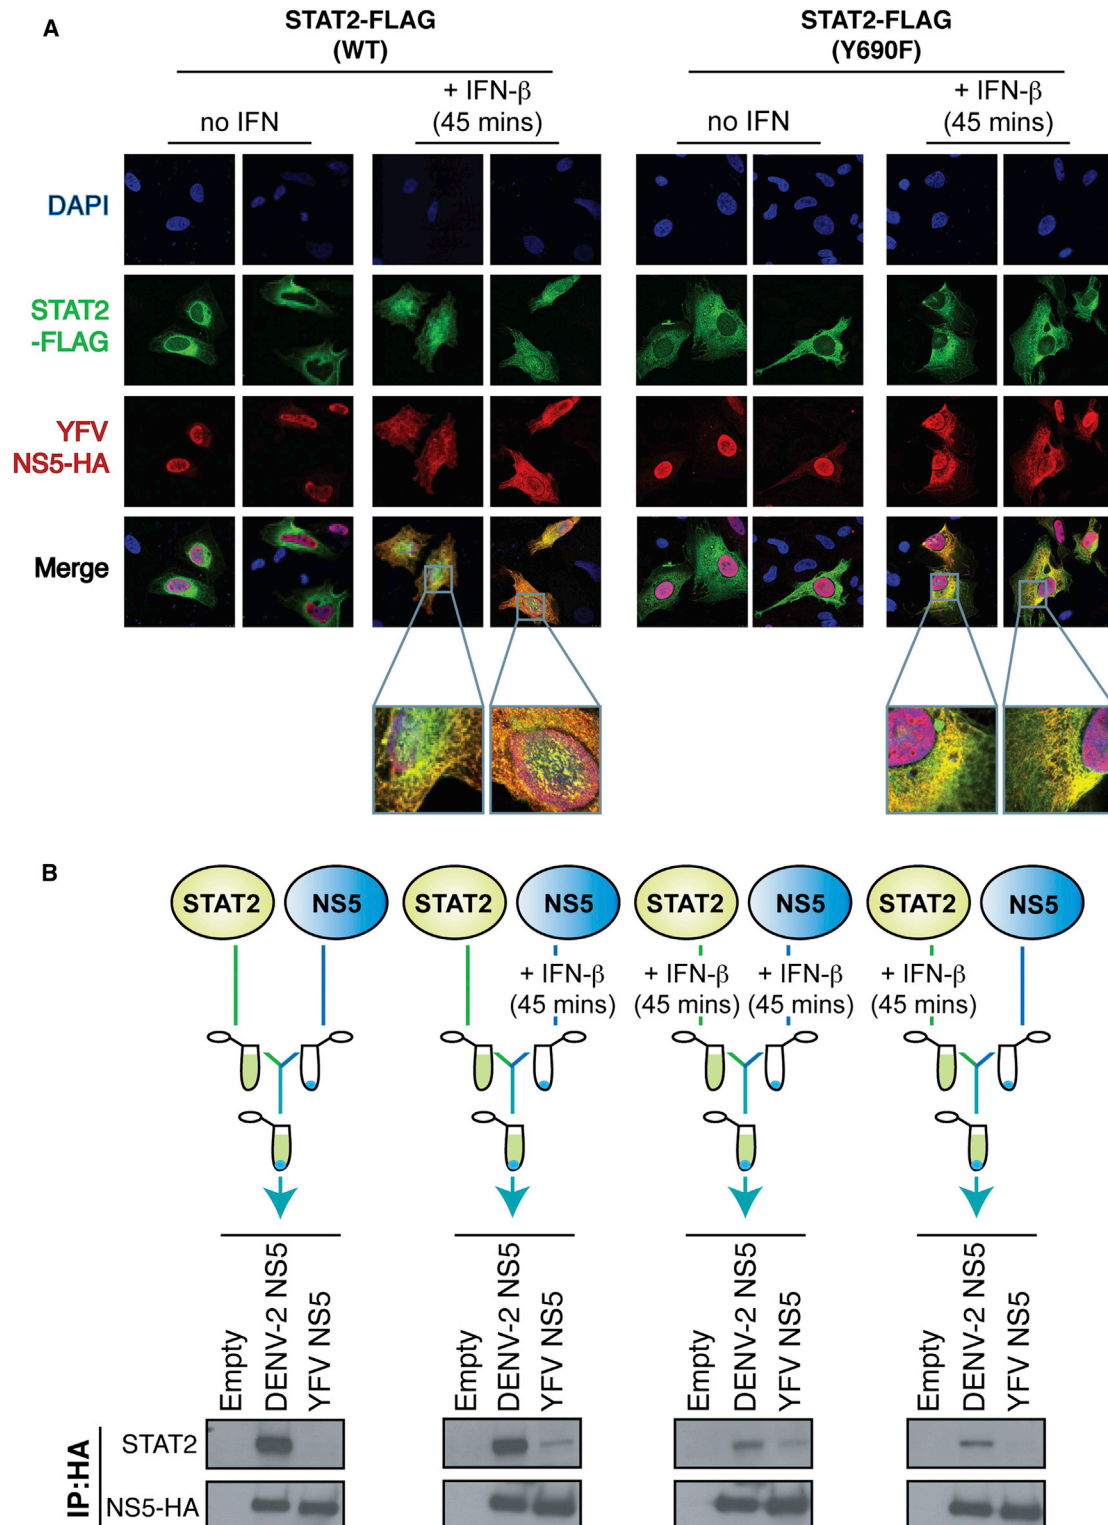 A
STAT2-FLAG
(WT)
STAT2-FLAG
(Y690F)
no IFN
+ IFN-β
(45 mins)
no IFN
+ IFN-β
(45 mins)
DAPI
STAT2
-FLAG
YFV
NS5-HA
Merge
B
STAT2 NS5 STAT2 NS5 STAT2 NS5 STAT2 NS5
+ IFN-β + IFN-β + IFN-β + IFN-β
(45 mins) (45 mins) (45 mins) (45 mins)
Empty
DENV-2 NS5
YFV NS5
Empty
DENV-2 NS5
YFV NS5
Empty
DENV-2 NS5
YFV NS5
Empty
DENV-2 NS5
YFV NS5
IP:HA
STAT2
NS5-HA